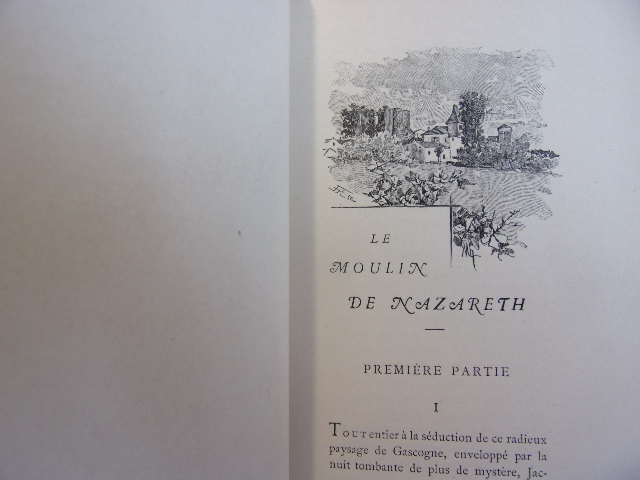 LE
MOULIN
DE NAZARETH
PREMIÈRE PARTIE
I
TOUT entier à la séduction de ce radieux
paysage de Gascogne, enveloppé par la
nuit tombante de plus de mystère, Jac-